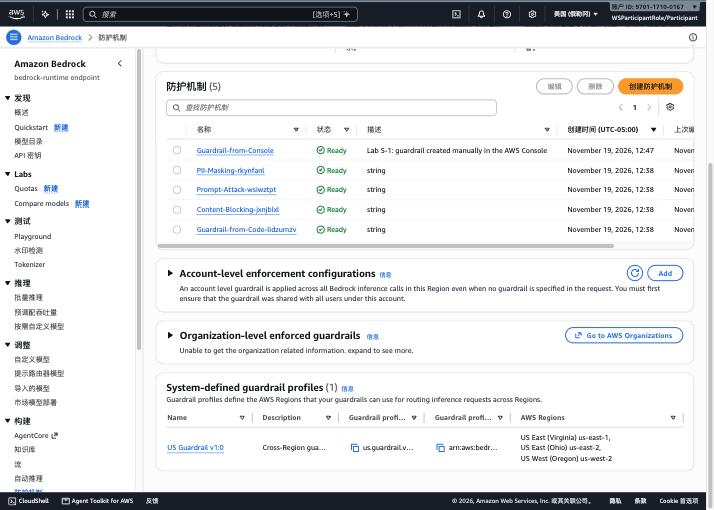 aws
搜索
[选项+S]
美国 (俄勒冈)
账户 ID: 9701-1710-0167
WSParticipantRole/Participant
Amazon Bedrock > 防护机制
Amazon Bedrock
bedrock-runtime endpoint
发现
概述
Quickstart 新建
模型目录
API 密钥
Labs
Quotas 新建
Compare models 新建
测试
Playground
水印检测
Tokenizer
推理
批量推理
预调配吞吐量
按需自定义模型
调整
自定义模型
提示路由器模型
导入的模型
市场模型部署
构建
AgentCore
知识库
流
自动推理
防护机制
防护机制 (5)
编辑
删除
创建防护机制
查找防护机制
1
名称 状态 描述 创建时间 (UTC-05:00) 上次编
Guardrail-from-Console Ready Lab S-1: guardrail created manually in the AWS Console November 19, 2026, 12:47 Noven
PII-Masking-rkynfanl Ready string November 19, 2026, 12:38 Noven
Prompt-Attack-wsiwztpt Ready string November 19, 2026, 12:38 Noven
Content-Blocking-jxnjblxl Ready string November 19, 2026, 12:38 Noven
Guardrail-from-Code-lidzumzv Ready string November 19, 2026, 12:38 Noven
Account-level enforcement configurations 信息
Add
An account level guardrail is applied across all Bedrock inference calls in this Region even when no guardrail is specified in the request. You must first
ensure that the guardrail was shared with all users under this account.
Organization-level enforced guardrails 信息
Go to AWS Organizations
Unable to get the organization related information. expand to see more.
System-defined guardrail profiles (1) 信息
Guardrail profiles define the AWS Regions that your guardrails can use for routing inference requests across Regions.
Name Description Guardrail profi... Guardrail profi... AWS Regions
US Guardrail v1:0 Cross-Region gua... us.guardrail.v... arn:aws:bedr...
US East (Virginia) us-east-1,
US East (Ohio) us-east-2,
US West (Oregon) us-west-2
CloudShell
Agent Toolkit for AWS
反馈
© 2026, Amazon Web Services, Inc. 或其关联公司。
隐私
条款
Cookie 首选项